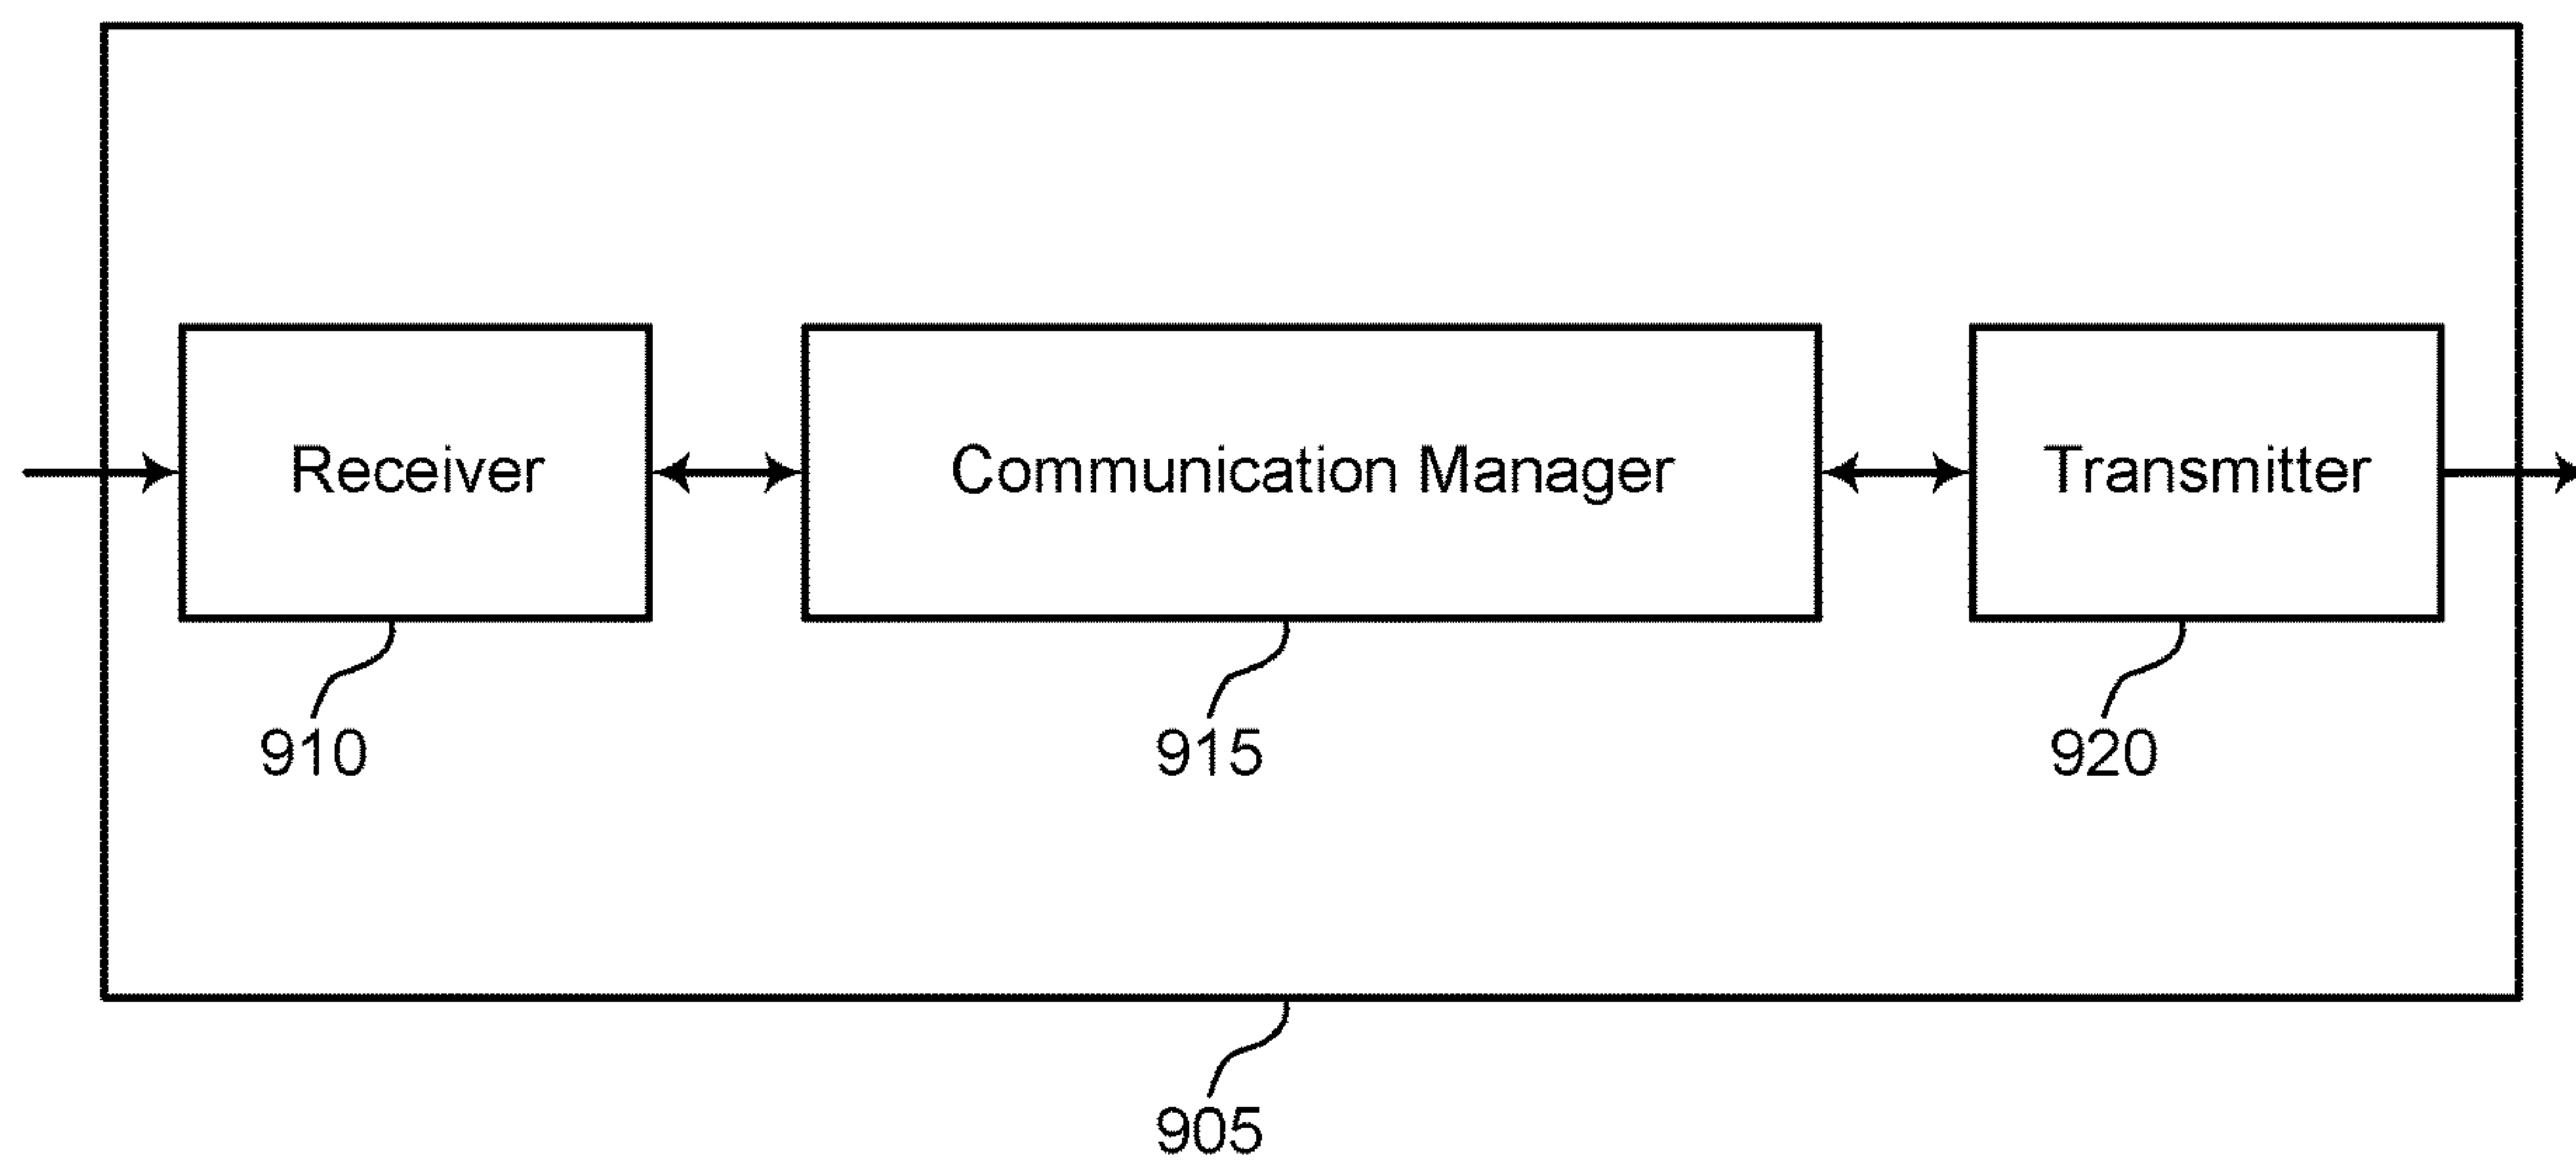 Receiver
Communication Manager
Transmitter
910
915
920
905